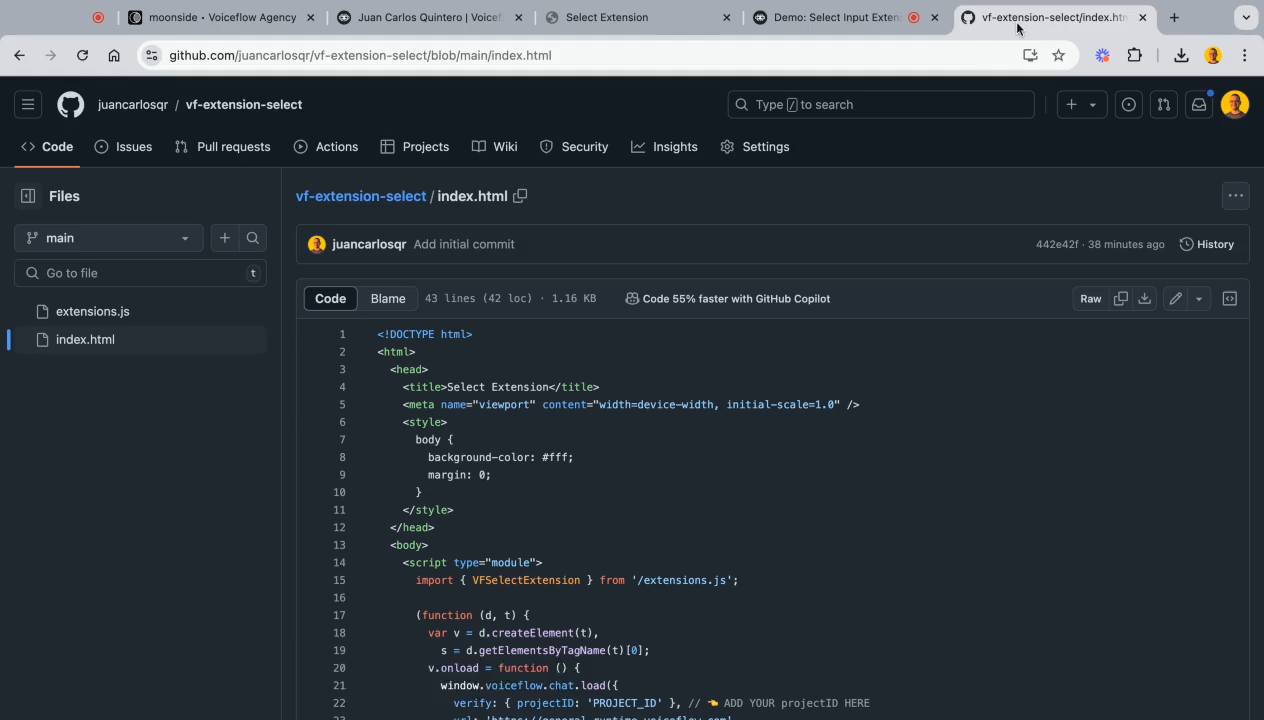 moonside • Voiceflow Agency
Juan Carlos Quintero | Voicef
Select Extension
Demo: Select Input Exten
vf-extension-select/index.htm
github.com/juancarlosqr/vf-extension-select/blob/main/index.html
juancarlosqr / vf-extension-select
Type / to search
Code
Issues
Pull requests
Actions
Projects
Wiki
Security
Insights
Settings
Files
main
Go to file
t
extensions.js
index.html
vf-extension-select / index.html
juancarlosqr Add initial commit
442e42f · 38 minutes ago
History
Code
Blame
43 lines (42 loc) · 1.16 KB
Code 55% faster with GitHub Copilot
Raw
1 <!DOCTYPE html>
2 <html>
3 <head>
4 <title>Select Extension</title>
5 <meta name="viewport" content="width=device-width, initial-scale=1.0" />
6 <style>
7 body {
8 background-color: #fff;
9 margin: 0;
10 }
11 </style>
12 </head>
13 <body>
14 <script type="module">
15 import { VFSelectExtension } from '/extensions.js';
16
17 (function (d, t) {
18 var v = d.createElement(t),
19 s = d.getElementsByTagName(t)[0];
20 v.onload = function () {
21 window.voiceflow.chat.load({
22 verify: { projectID: 'PROJECT_ID' }, // 👈 ADD YOUR projectID HERE
23 url: 'https://general-runtime.voiceflow.com'